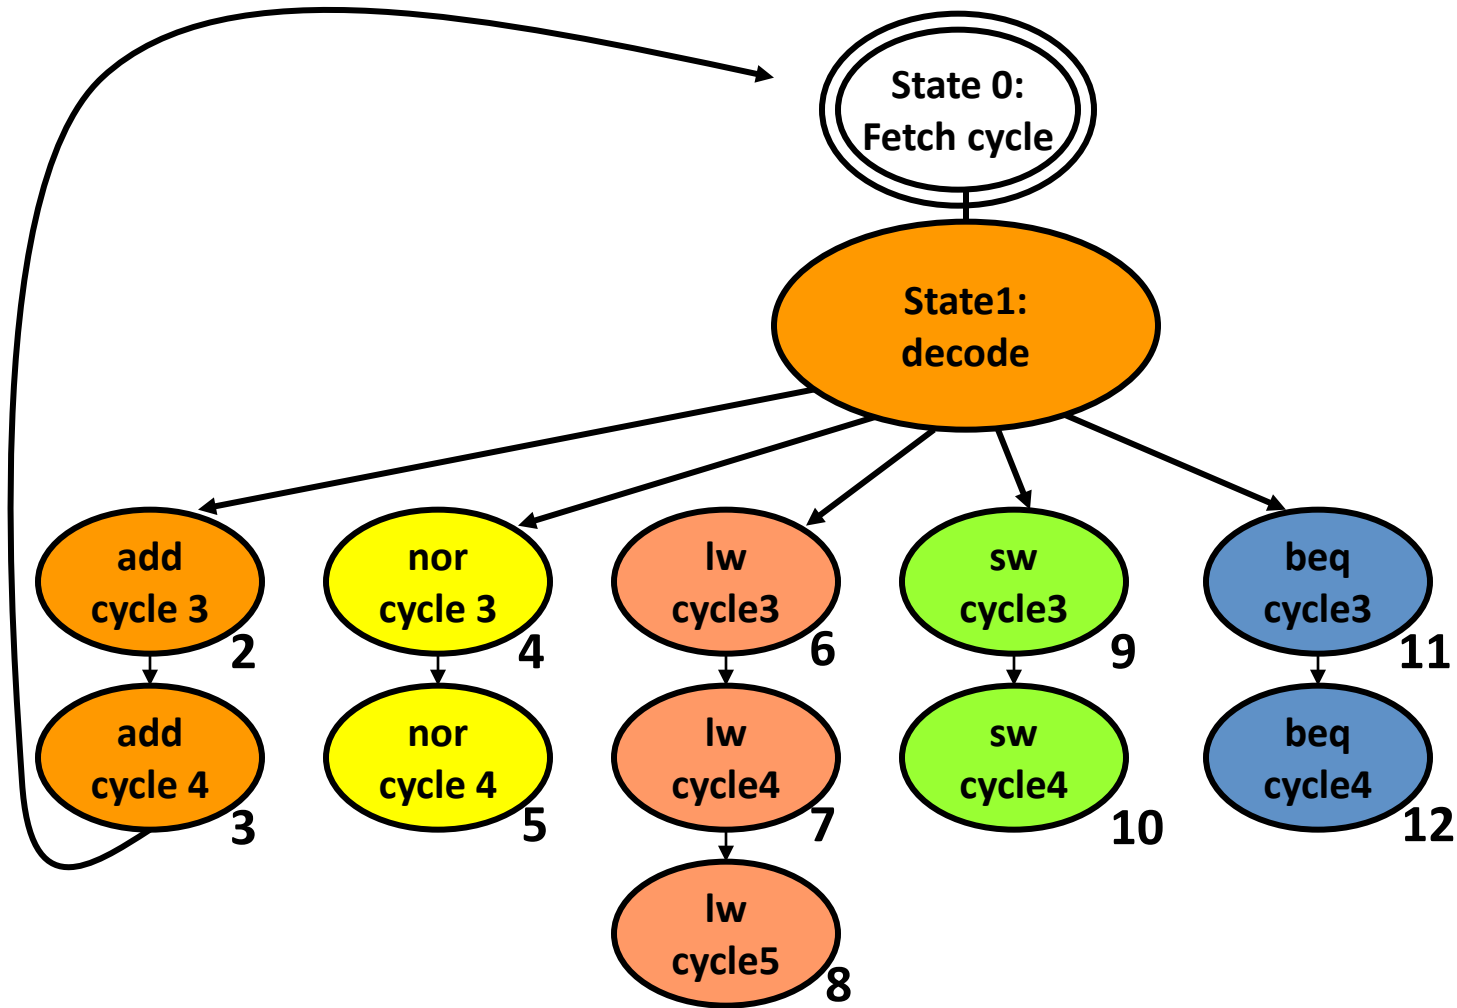 State 0:
Fetch cycle
State1:
decode
add
cycle 3
2
nor
cycle 3
4
lw
cycle3
6
sw
cycle3
9
beq
cycle3
11
add
cycle 4
3
nor
cycle 4
5
lw
cycle4
7
sw
cycle4
10
beq
cycle4
12
lw
cycle5
8